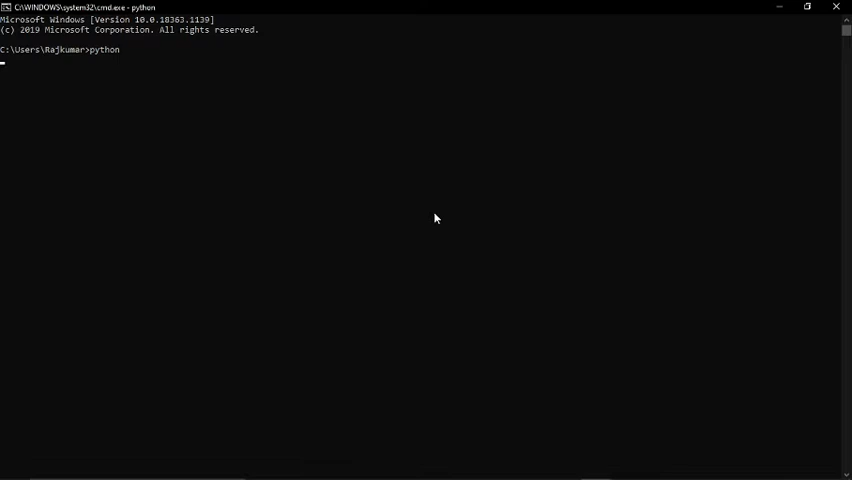 C:\WINDOWS\system32\cmd.exe - python
Microsoft Windows [Version 10.0.18363.1139]
(c) 2019 Microsoft Corporation. All rights reserved.
C:\Users\Rajkumar>python